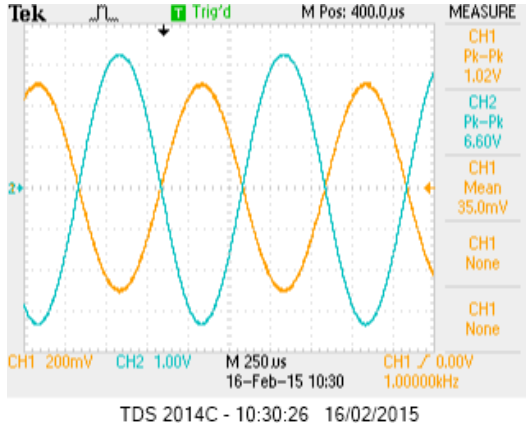 Tek T Trig'd M Pos: 400.0µs MEASURE
CH1
Pk-Pk
1.02V
CH2
Pk-Pk
6.60V
CH1
Mean
35.0mV
CH1
None
CH1
None
2
CH1 200mV CH2 1.00V M 250µs CH1 / 0.00V
16-Feb-15 10:30 1.00000kHz
TDS 2014C - 10:30:26 16/02/2015